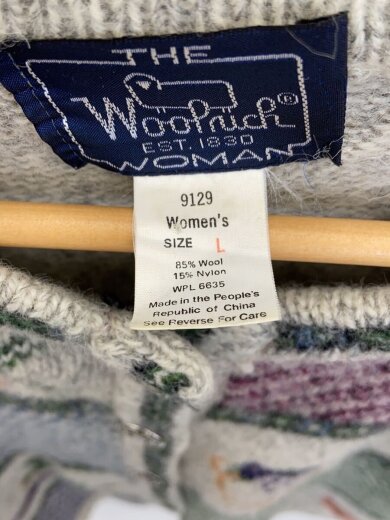 THE
Woolrich®
EST. 1830
WOMAN
9129
Women's
SIZE L
85% Wool
15% Nylon
WPL 6635
Made in the People's
Republic of China
See Reverse For Care